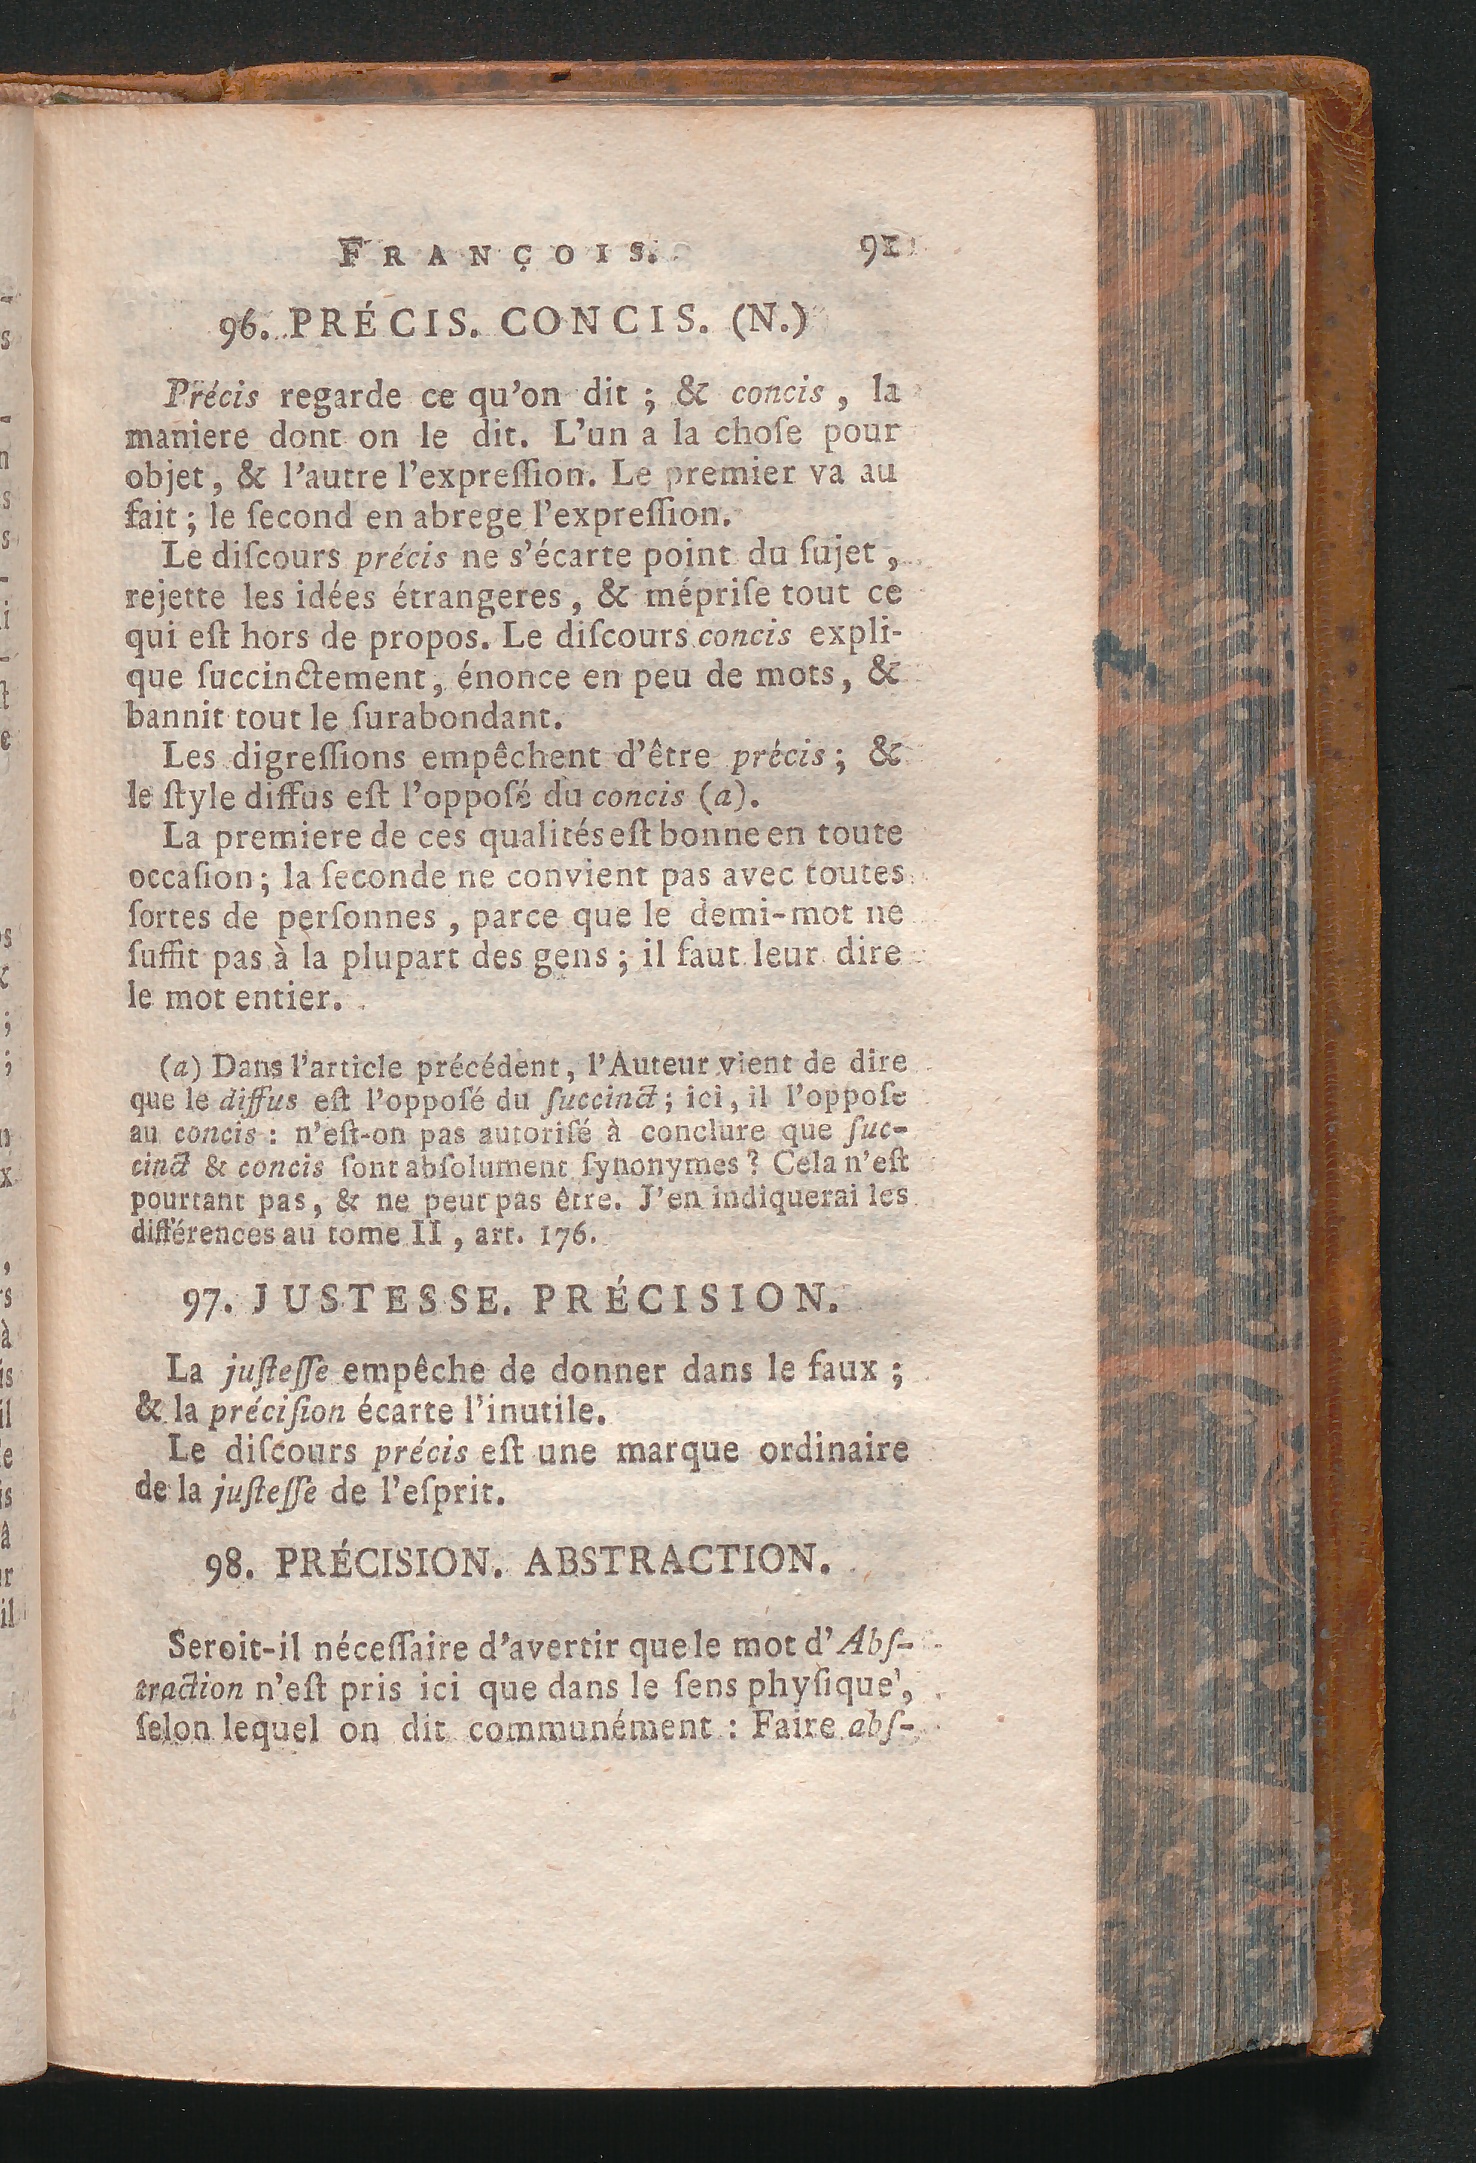 FRANÇOIS. 91
96. PRÉCIS. CONCIS. (N.)
Précis regarde ce qu'on dit ; & concis , la
maniere dont on le dit. L'un a la choſe pour
objet, & l'autre l'expreſſion. Le premier va au
fait ; le ſecond en abrege l'expreſſion.
Le diſcours précis ne s'écarte point du ſujet ,
rejette les idées étrangeres , & mépriſe tout ce
qui eſt hors de propos. Le diſcours concis expli-
que ſuccinctement, énonce en peu de mots, &
bannit tout le ſurabondant.
Les digreſſions empêchent d'être précis ; &
le ſtyle diffus eſt l'oppoſé du concis (a).
La premiere de ces qualités eſt bonne en toute
occaſion ; la ſeconde ne convient pas avec toutes
ſortes de perſonnes , parce que le demi-mot ne
ſuffit pas à la plupart des gens ; il faut leur dire
le mot entier.
(a) Dans l'article précédent, l'Auteur vient de dire
que le diffus eſt l'oppoſé du ſuccinct ; ici, il l'oppoſe
au concis : n'eſt-on pas autoriſé à conclure que ſuc-
cinct & concis ſont abſolument ſynonymes ? Cela n'eſt
pourtant pas, & ne peut pas être. J'en indiquerai les
différences au tome II , art. 176.
97. JUSTESSE. PRÉCISION.
La juſteſſe empêche de donner dans le faux ;
& la préciſion écarte l'inutile.
Le diſcours précis eſt une marque ordinaire
de la juſteſſe de l'eſprit.
98. PRÉCISION. ABSTRACTION.
Seroit-il néceſſaire d'avertir que le mot d'Abſ-
traction n'eſt pris ici que dans le ſens phyſique,
ſelon lequel on dit communément : Faire abſ-